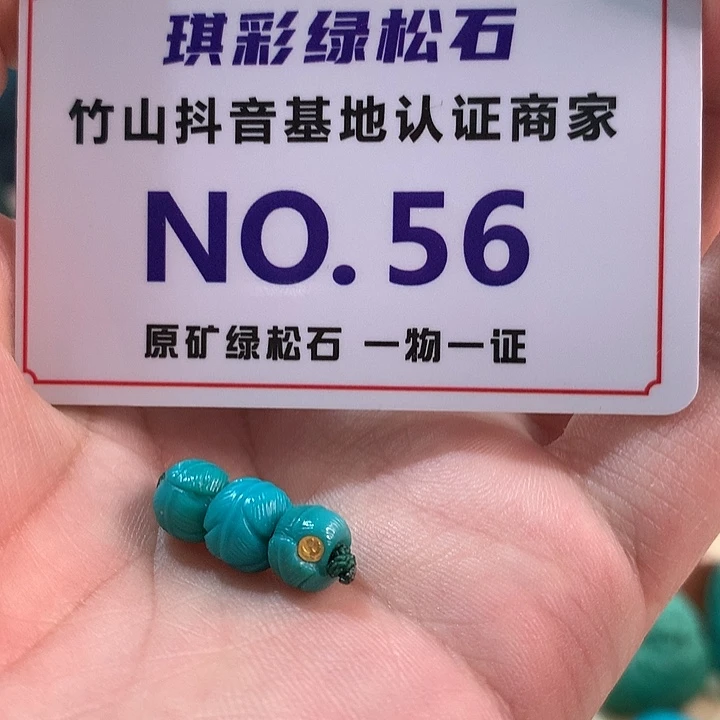 琪彩绿松石
竹山抖音基地认证商家
NO.56
原矿绿松石 一物一证